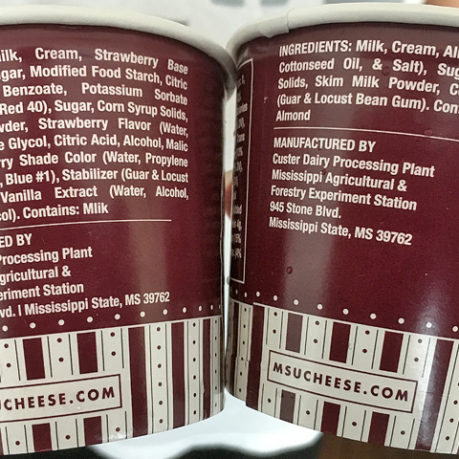 ilk, Cream, Strawberry Base
gar, Modified Food Starch, Citric
Benzoate, Potassium Sorbate
Red 40), Sugar, Corn Syrup Solids,
wder, Strawberry Flavor (Water,
e Glycol, Citric Acid, Alcohol, Malic
rry Shade Color (Water, Propylene
, Blue #1), Stabilizer (Guar & Locust
Vanilla Extract (Water, Alcohol,
ol). Contains: Mlik
ED BY
Processing Plant
gricultural &
eriment Station
vd. I Mississippi State, MS 39762
UCHEESE.COM
INGREDIENTS: Milk, Cream, Al
Cottonseed Oil, & Salt), Sug
Solids, Skim Milk Powder, C
(Guar & Locust Bean Gum). Con
Almond
MANUFACTURED BY
Custer Dairy Processing Plant
Mississippi Agricultural &
Forestry Experiment Station
945 Stone Blvd.
Mississippi State, MS 39762
MSUCHEESE.COM